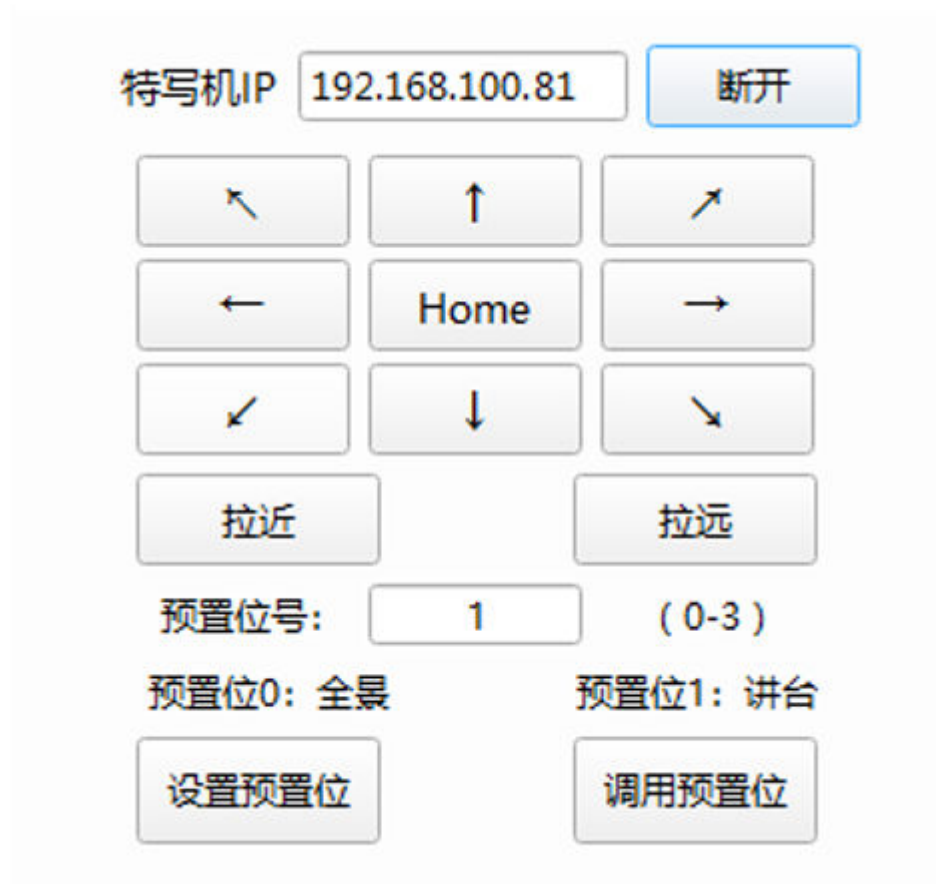 特写机IP 192.168.100.81 断开
↖ ↑ ↗
← Home →
↙ ↓ ↘
拉近 拉远
预置位号： 1 （0-3）
预置位0：全景 预置位1：讲台
设置预置位 调用预置位